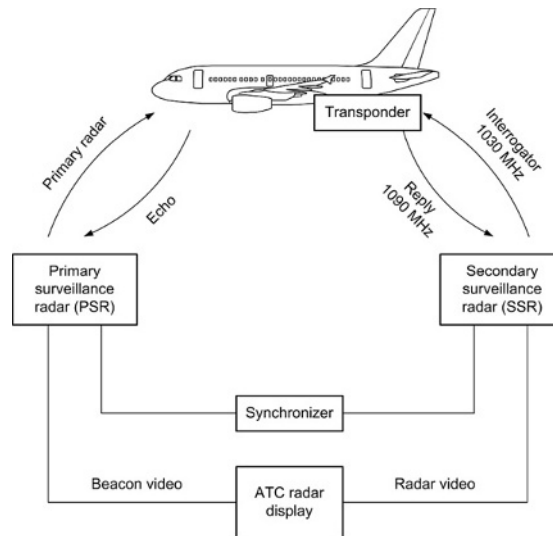 Transponder
Primary radar
Echo
Interrogator
1030 MHz
Reply
1090 MHz
Primary
surveillance
radar (PSR)
Secondary
surveillance
radar (SSR)
Synchronizer
Beacon video
ATC radar
display
Radar video